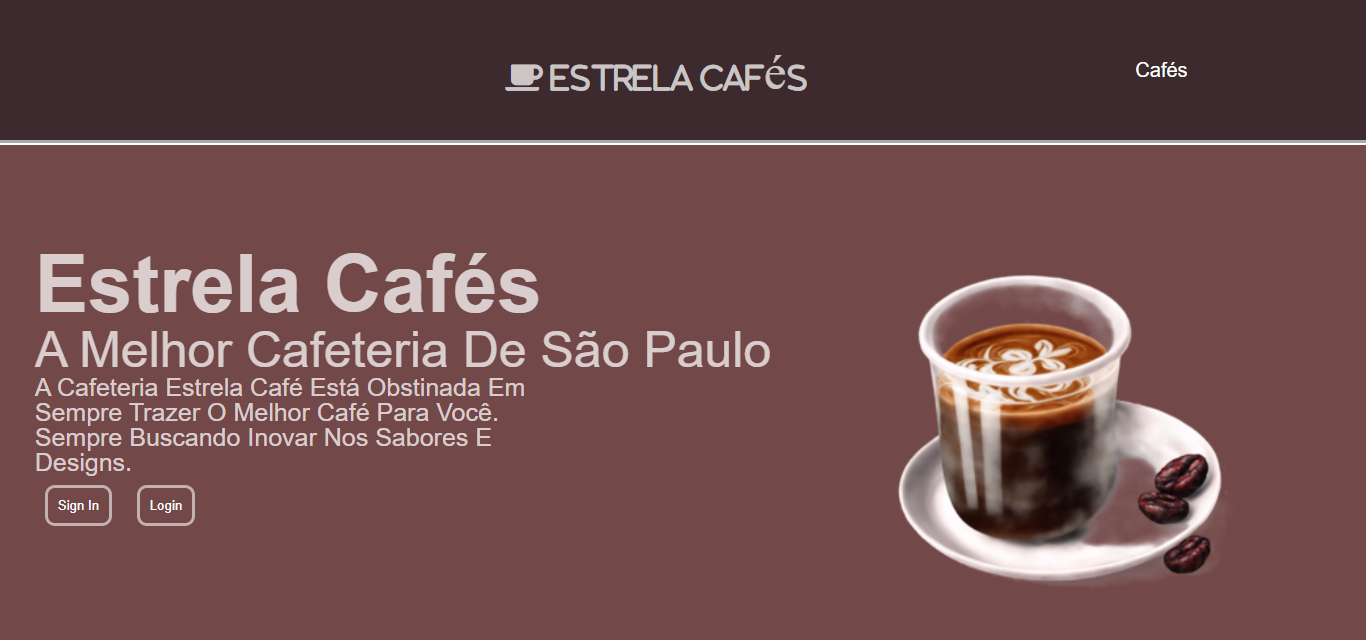 ESTRELA CAFéS
Cafés
Estrela Cafés
A Melhor Cafeteria De São Paulo
A Cafeteria Estrela Café Está Obstinada Em
Sempre Trazer O Melhor Café Para Você.
Sempre Buscando Inovar Nos Sabores E
Designs.
Sign In
Login